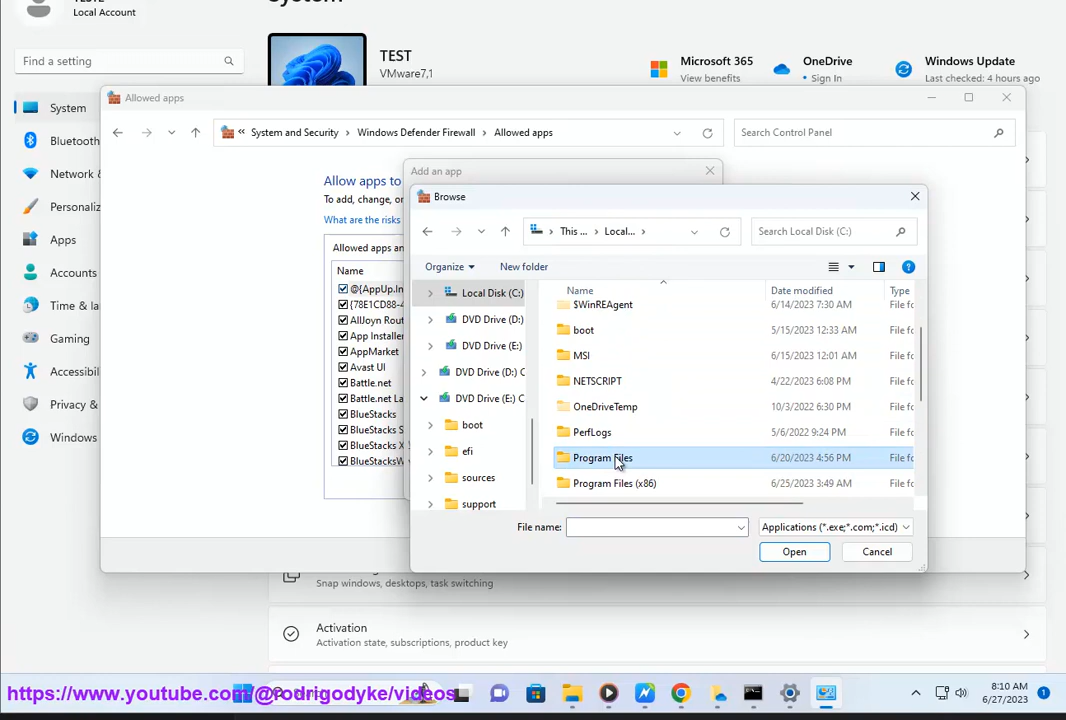 Local Account
Find a setting
TEST
VMware7,1
Microsoft 365
View benefits
OneDrive
Sign In
Windows Update
Last checked: 4 hours ago
System
Bluetooth
Network &
Personaliz
Apps
Accounts
Time & la
Gaming
Accessibil
Privacy &
Windows
Allowed apps
« System and Security > Windows Defender Firewall > Allowed apps
Search Control Panel
Allow apps to
To add, change, or
What are the risks
Allowed apps an
Name
@{AppUp.In
{78E1CD88-4
AllJoyn Rout
App Installer
AppMarket
Avast UI
Battle.net
Battle.net La
BlueStacks
BlueStacks S
BlueStacks X
BlueStacksW
Add an app
Browse
This ... > Local... >
Search Local Disk (C:)
Organize
New folder
Local Disk (C:)
DVD Drive (D:)
DVD Drive (E:)
DVD Drive (D:) C
DVD Drive (E:) C
boot
efi
sources
support
Name
Date modified
Type
$WinREAgent 6/14/2023 7:30 AM File fo
boot 5/15/2023 12:33 AM File fo
MSI 6/15/2023 12:01 AM File fo
NETSCRIPT 4/22/2023 6:08 PM File fo
OneDriveTemp 10/3/2022 6:30 PM File fo
PerfLogs 5/6/2022 9:24 PM File fo
Program Files 6/20/2023 4:56 PM File fo
Program Files (x86) 6/25/2023 3:49 AM File fo
File name:
Applications (*.exe;*.com;*.icd)
Open
Cancel
Snap windows, desktops, task switching
Activation
Activation state, subscriptions, product key
https://www.youtube.com/@rodrigodyke/videos
8:10 AM
6/27/2023
1